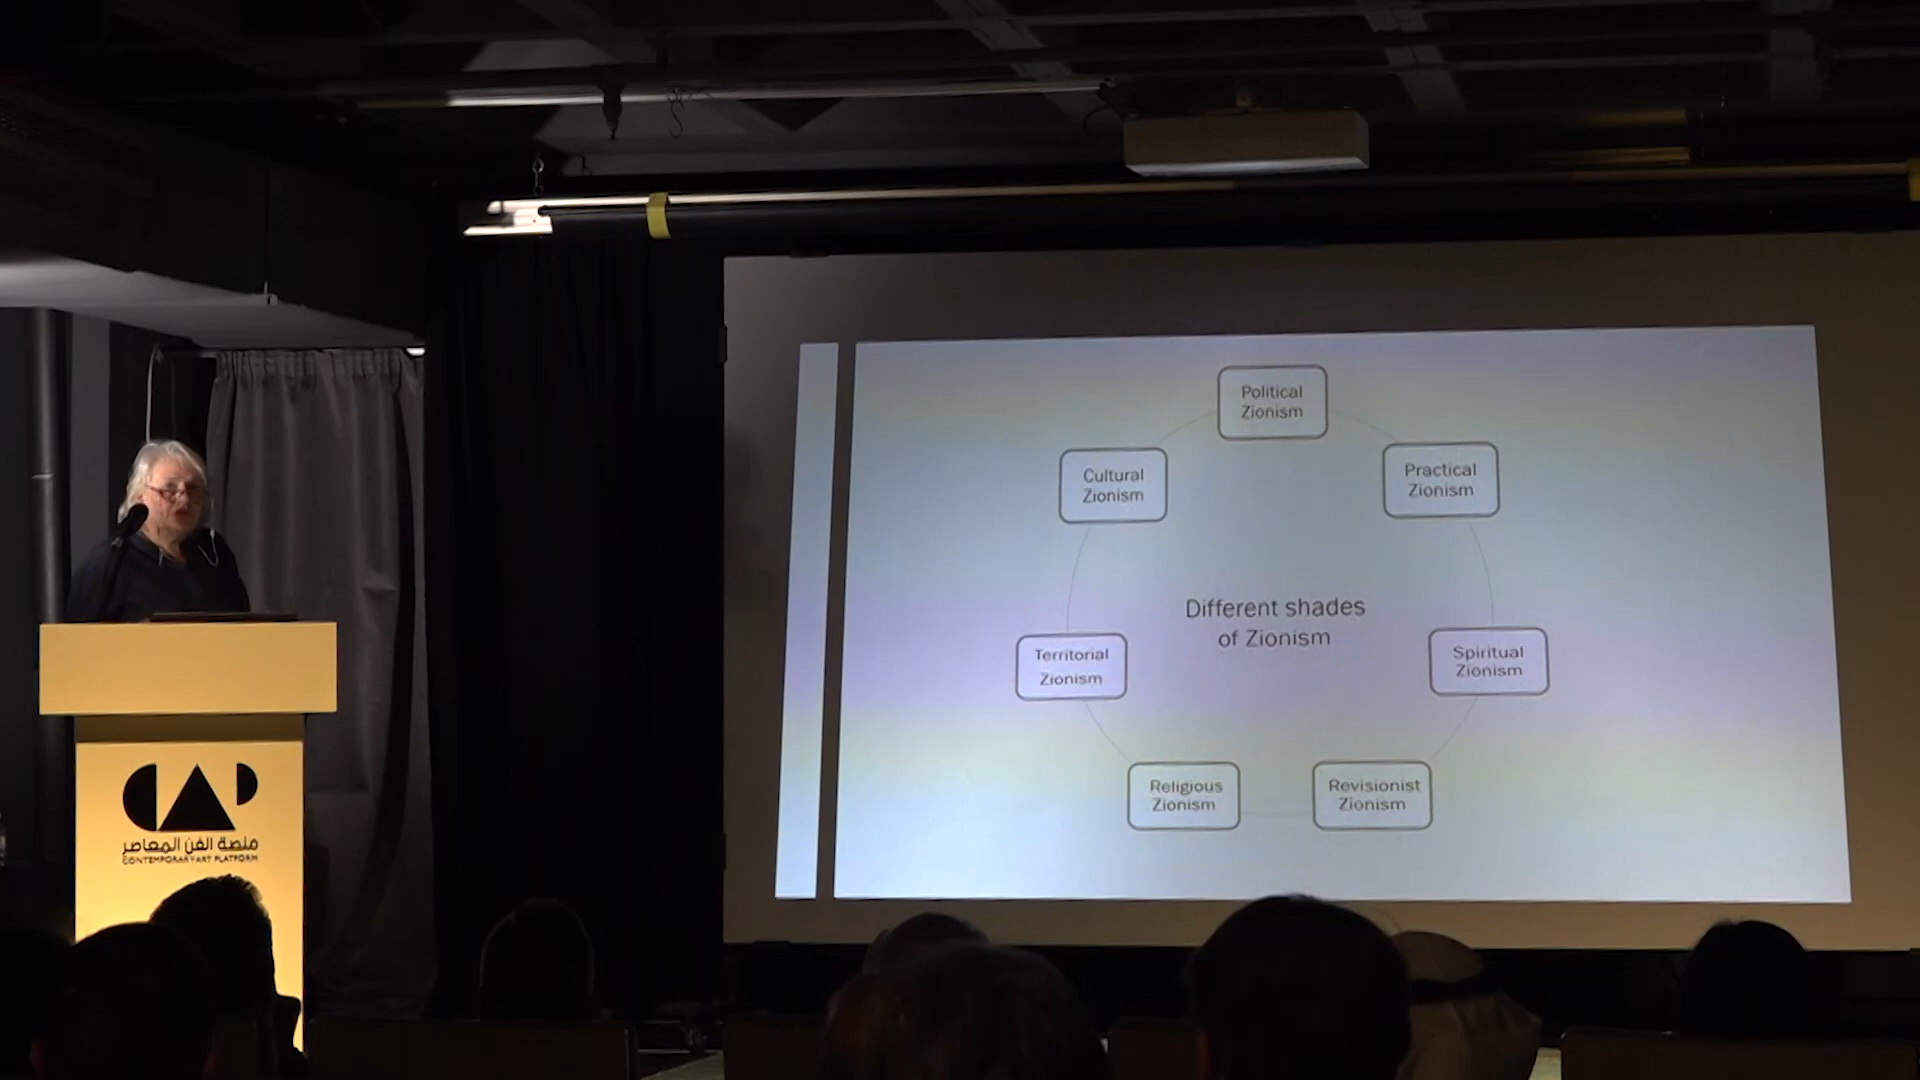 Political
Zionism
Cultural
Zionism
Practical
Zionism
Different shades
of Zionism
Territorial
Zionism
Spiritual
Zionism
Religious
Zionism
Revisionist
Zionism
CAP
منصة الفن المعاصر
CONTEMPORARY ART PLATFORM